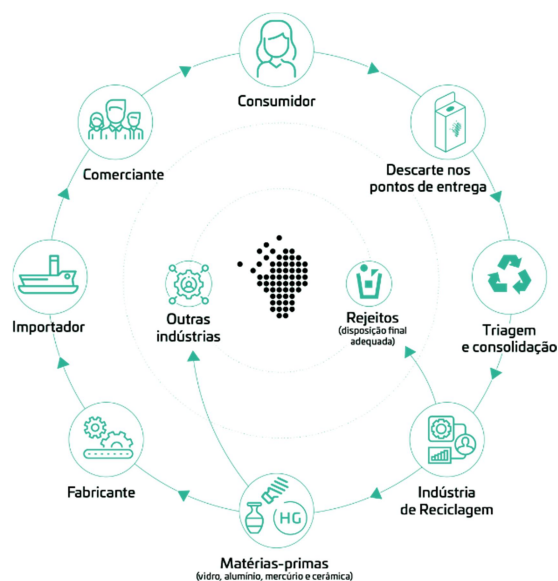 Consumidor
Descarte nos
pontos de entrega
Triagem
e consolidação
Indústria
de Reciclagem
Rejeitos
(disposição final
adequada)
Matérias-primas
(vidro, alumínio, mercúrio e cerâmica)
HG
Outras
indústrias
Fabricante
Importador
Comerciante